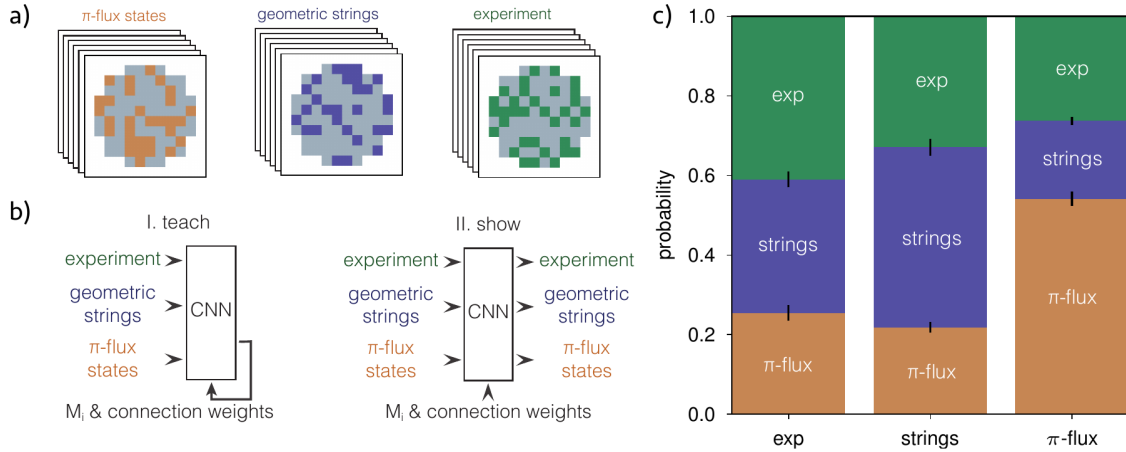 a)
π-flux states
geometric strings
experiment
b)
I. teach
experiment
geometric
strings
π-flux
states
CNN
Mi & connection weights
II. show
experiment
geometric
strings
π-flux
states
CNN
experiment
geometric
strings
π-flux
states
Mi & connection weights
c)
probability
1.0
0.8
0.6
0.4
0.2
0.0
exp
strings
π-flux
exp
strings
π-flux
exp
strings
π-flux
exp
strings
π-flux